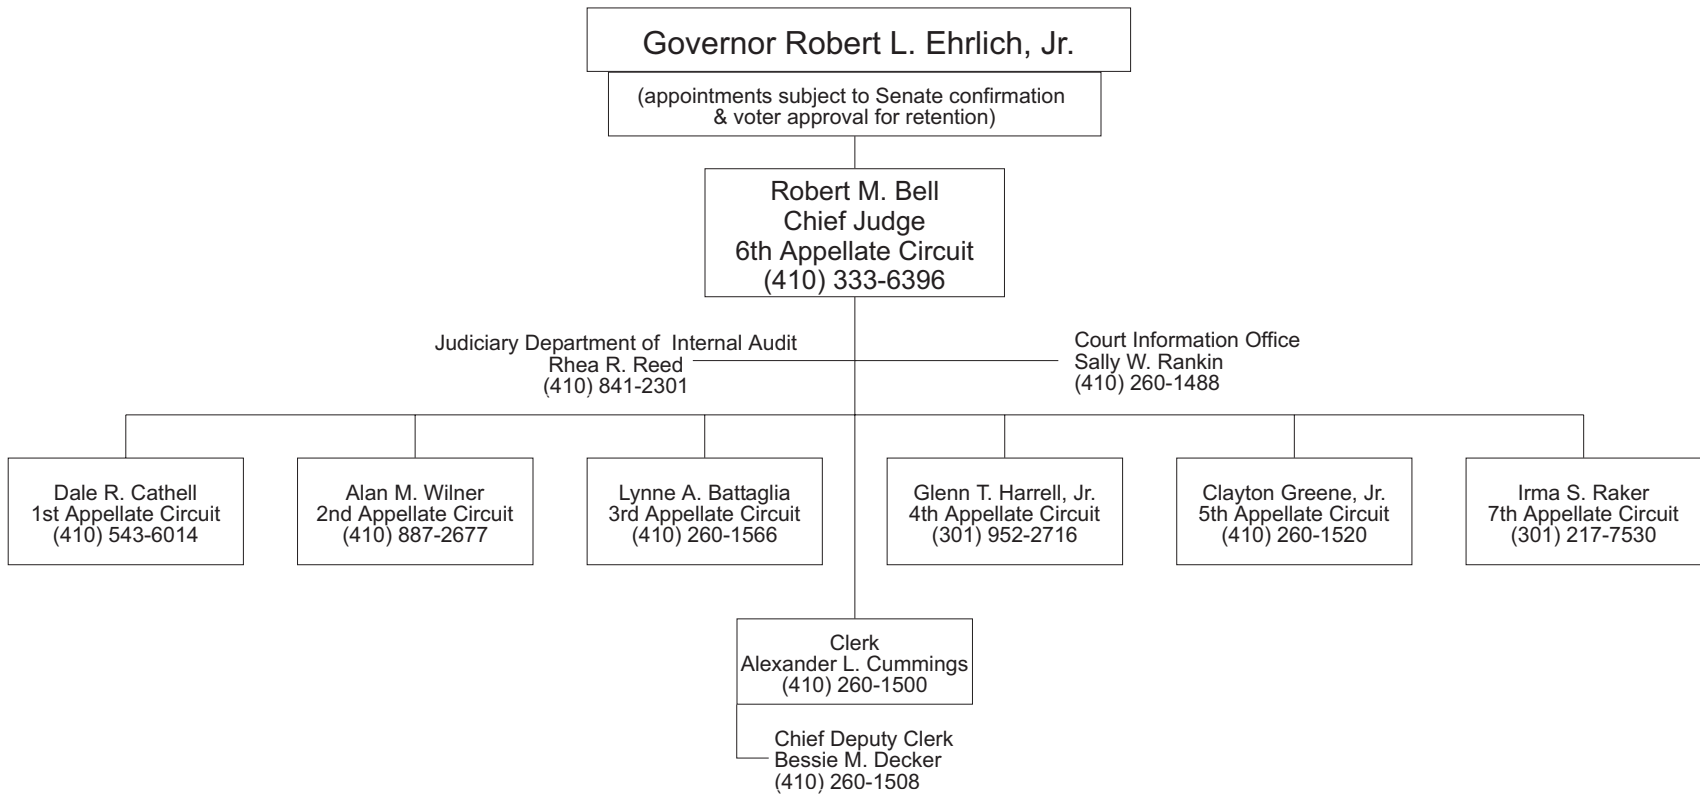 Governor Robert L. Ehrlich, Jr.
(appointments subject to Senate confirmation
& voter approval for retention)
Robert M. Bell
Chief Judge
6th Appellate Circuit
(410) 333-6396
Judiciary Department of Internal Audit
Rhea R. Reed
(410) 841-2301
Court Information Office
Sally W. Rankin
(410) 260-1488
Dale R. Cathell
1st Appellate Circuit
(410) 543-6014
Alan M. Wilner
2nd Appellate Circuit
(410) 887-2677
Lynne A. Battaglia
3rd Appellate Circuit
(410) 260-1566
Glenn T. Harrell, Jr.
4th Appellate Circuit
(301) 952-2716
Clayton Greene, Jr.
5th Appellate Circuit
(410) 260-1520
Irma S. Raker
7th Appellate Circuit
(301) 217-7530
Clerk
Alexander L. Cummings
(410) 260-1500
Chief Deputy Clerk
Bessie M. Decker
(410) 260-1508